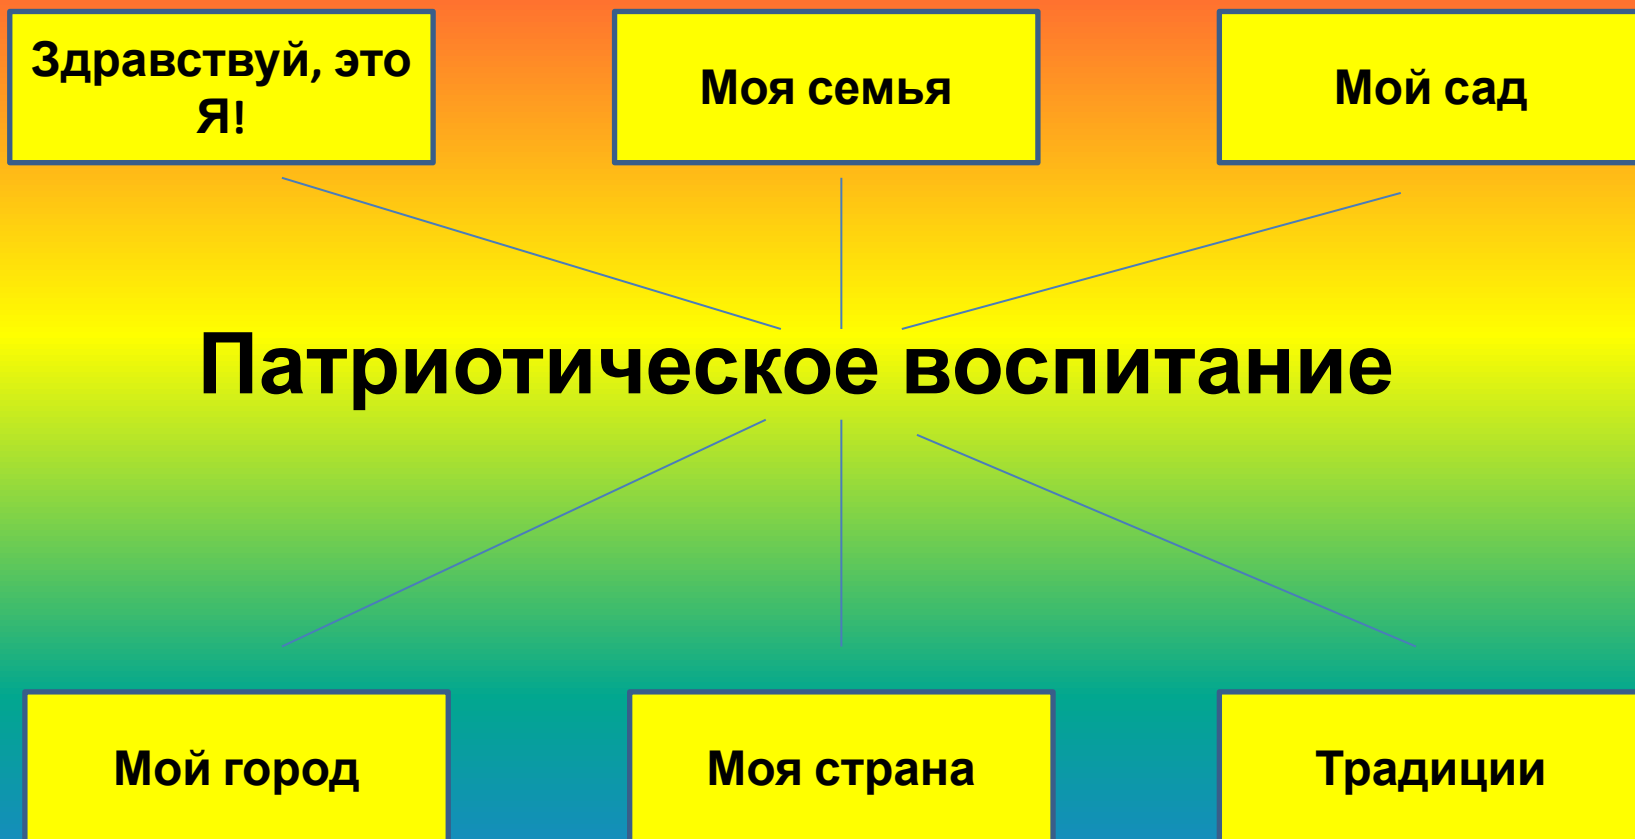 Здравствуй, это
Я!
Моя семья
Мой сад
Патриотическое воспитание
Мой город
Моя страна
Традиции